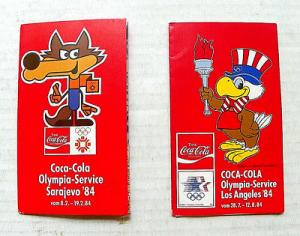 Coca-Cola
Coca-Cola
Olympia-Service
Sarajevo '84
vom 8.2. – 19.2.84
Coca-Cola
COCA-COLA
Olympia-Service
Los Angeles '84
vom 28.7. – 12.8.84